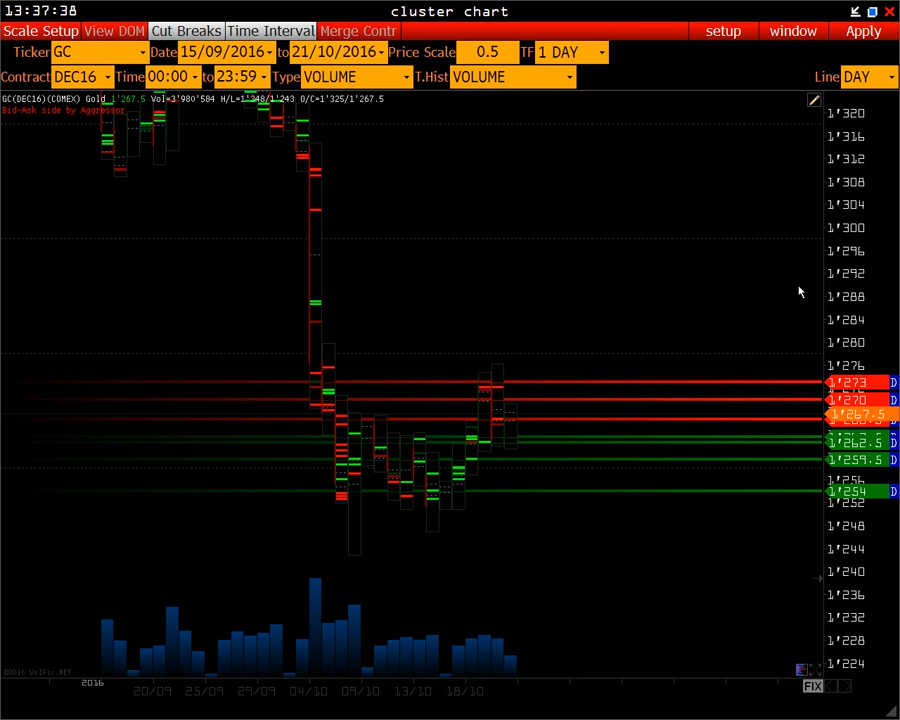 13:37:38 cluster chart
Scale Setup View DOM Cut Breaks Time Interval Merge Contr setup window Apply
Ticker GC Date 15/09/2016 to 21/10/2016 Price Scale 0.5 TF 1 DAY
Contract DEC16 Time 00:00 to 23:59 Type VOLUME T.Hist VOLUME Line DAY
GC(DEC16)(COMEX) Gold 1'267.5 Vol=3'980'584 H/L=1'348/1'243 O/C=1'325/1'267.5
Bid-Ask side by Aggressor
1'320
1'316
1'312
1'308
1'304
1'300
1'296
1'292
1'288
1'284
1'280
1'276
1'273 D
1'270 D
1'267.5
D
1'262.5 D
1'259.5 D
1'256
1'254 D
1'252
1'248
1'244
1'240
1'236
1'232
1'228
1'224
©2016 VolFix.NET
2016
20/09 25/09 29/09 04/10 09/10 13/10 18/10
FIX